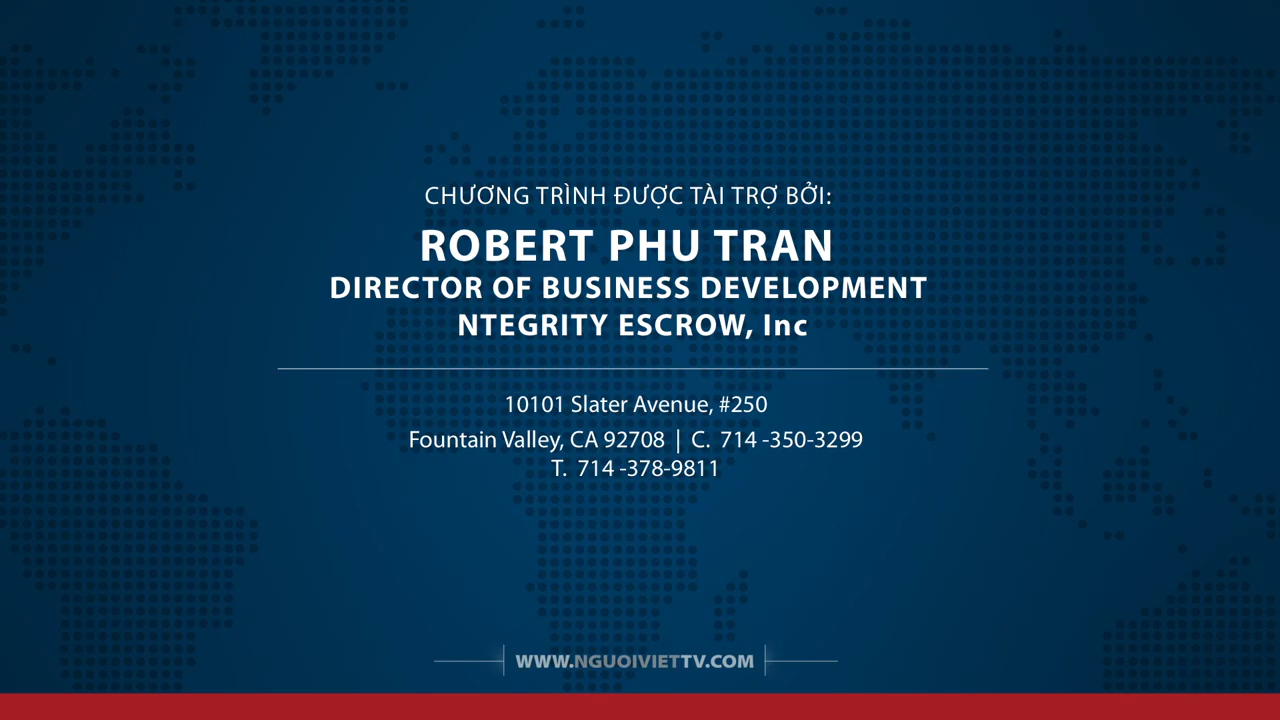 CHƯƠNG TRÌNH ĐƯỢC TÀI TRỢ BỞI:
ROBERT PHU TRAN
DIRECTOR OF BUSINESS DEVELOPMENT
NTEGRITY ESCROW, Inc
10101 Slater Avenue, #250
Fountain Valley, CA 92708 | C. 714 -350-3299
T. 714 -378-9811
WWW.NGUOIVIETTV.COM